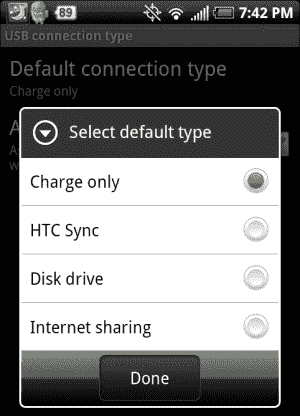 89
7:42 PM
USB connection type
Default connection type
Charge only
A
Select default type
Charge only
HTC Sync
Disk drive
Internet sharing
Done